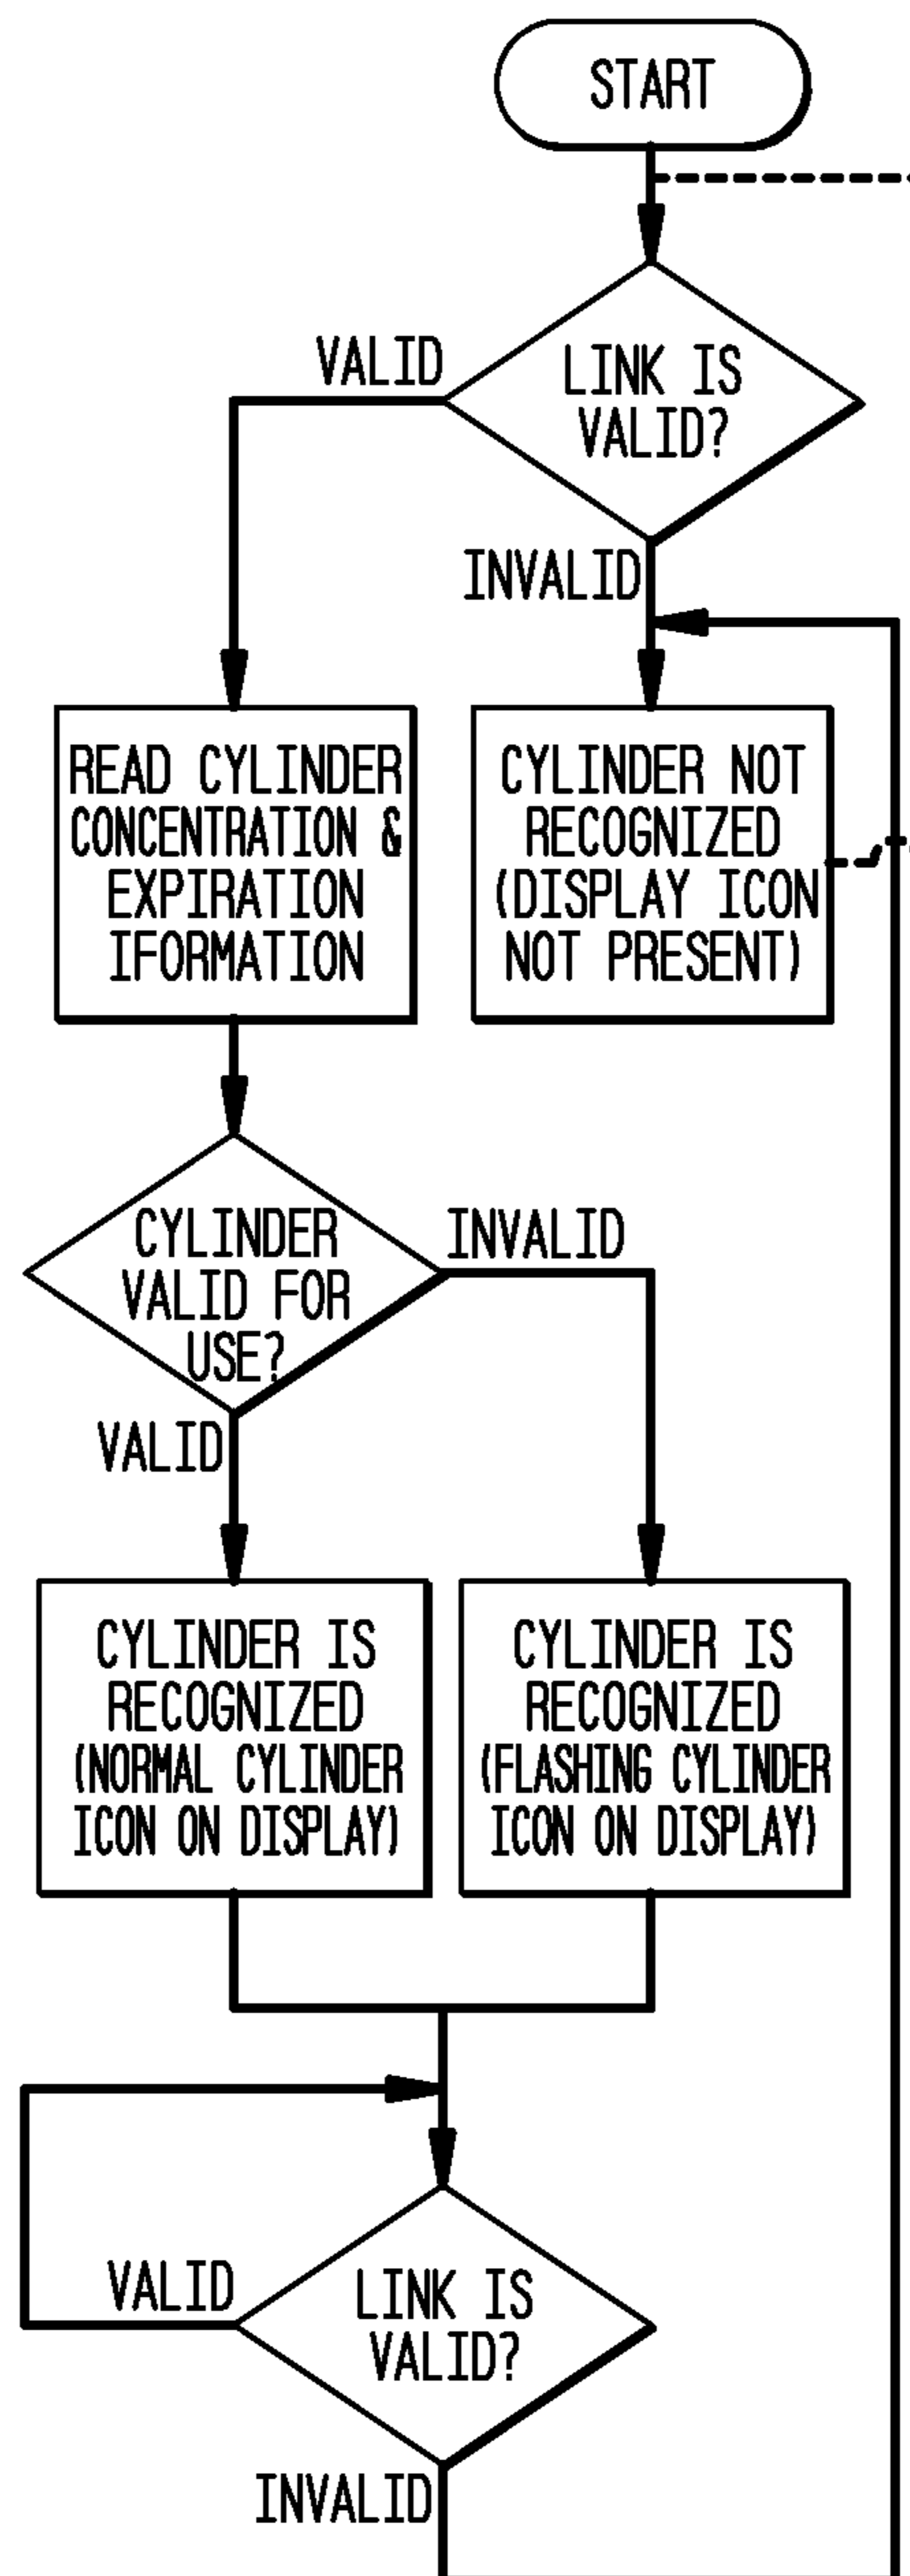 START
VALID
LINK IS
VALID?
INVALID
READ CYLINDER
CONCENTRATION &
EXPIRATION
IFORMATION
CYLINDER NOT
RECOGNIZED
(DISPLAY ICON
NOT PRESENT)
CYLINDER
VALID FOR
USE?
INVALID
VALID
CYLINDER IS
RECOGNIZED
(NORMAL CYLINDER
ICON ON DISPLAY)
CYLINDER IS
RECOGNIZED
(FLASHING CYLINDER
ICON ON DISPLAY)
VALID
LINK IS
VALID?
INVALID